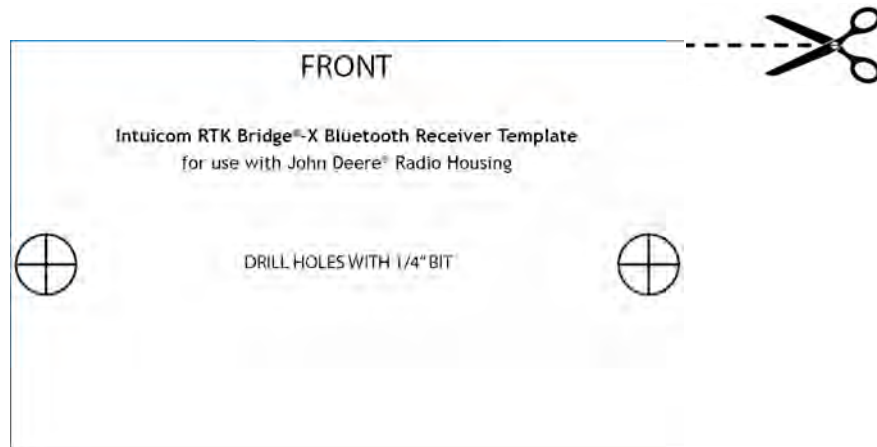 FRONT
Intuicom RTK Bridge®-X Bluetooth Receiver Template
for use with John Deere® Radio Housing
DRILL HOLES WITH 1/4" BIT